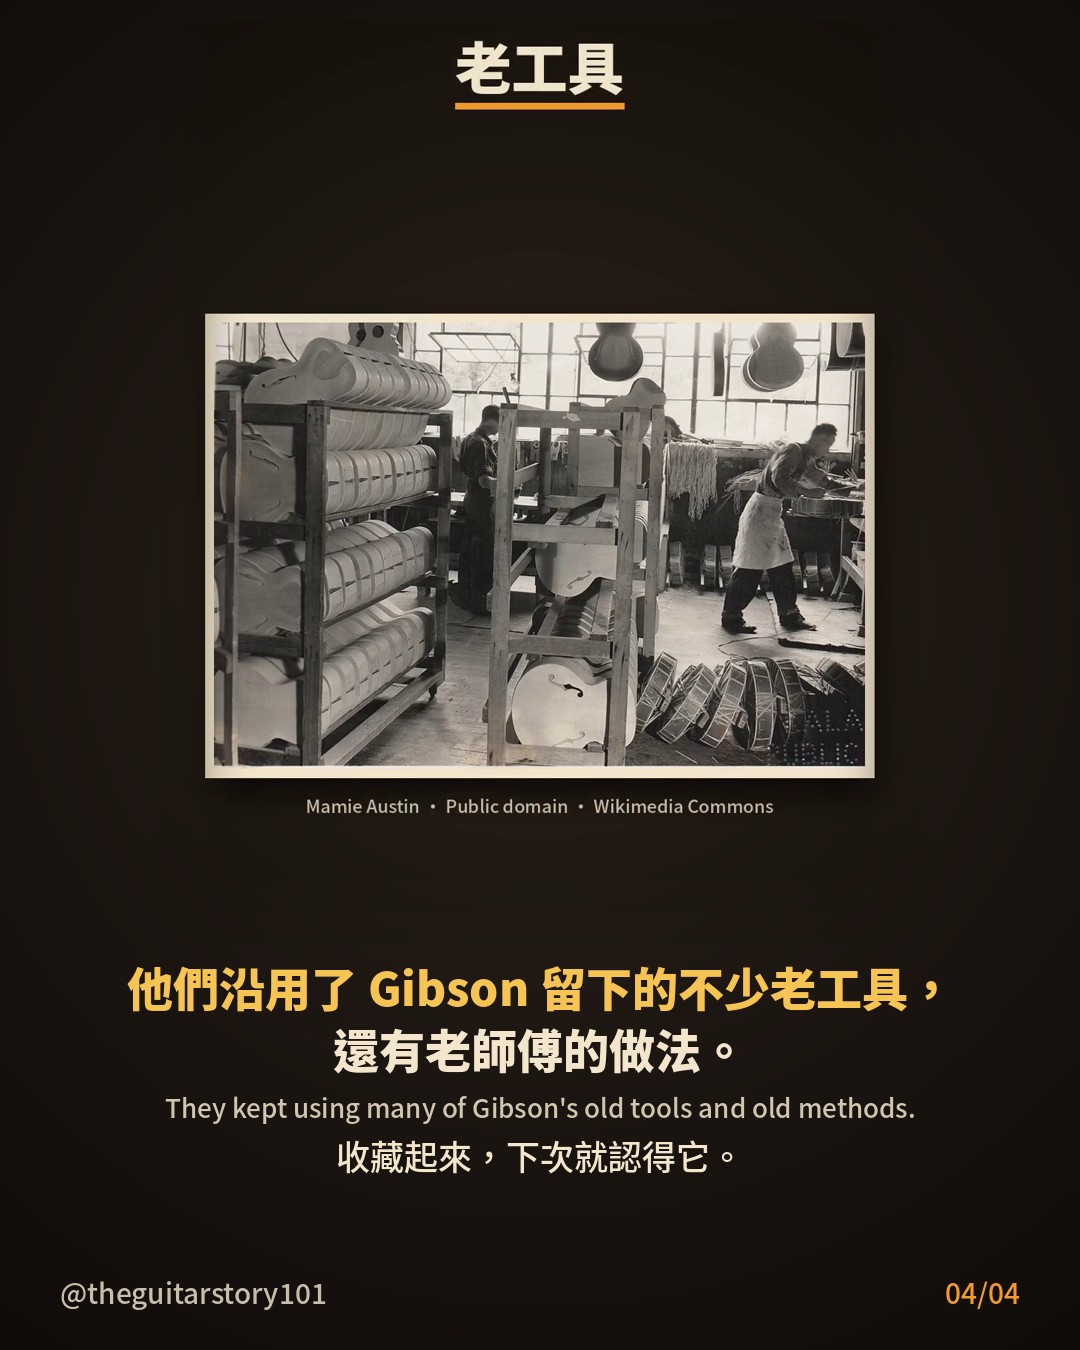 老工具
KALA
PUBLIC
Mamie Austin • Public domain • Wikimedia Commons
他們沿用了 Gibson 留下的不少老工具，
還有老師傅的做法。
They kept using many of Gibson's old tools and old methods.
收藏起來，下次就認得它。
@theguitarstory101
04/04